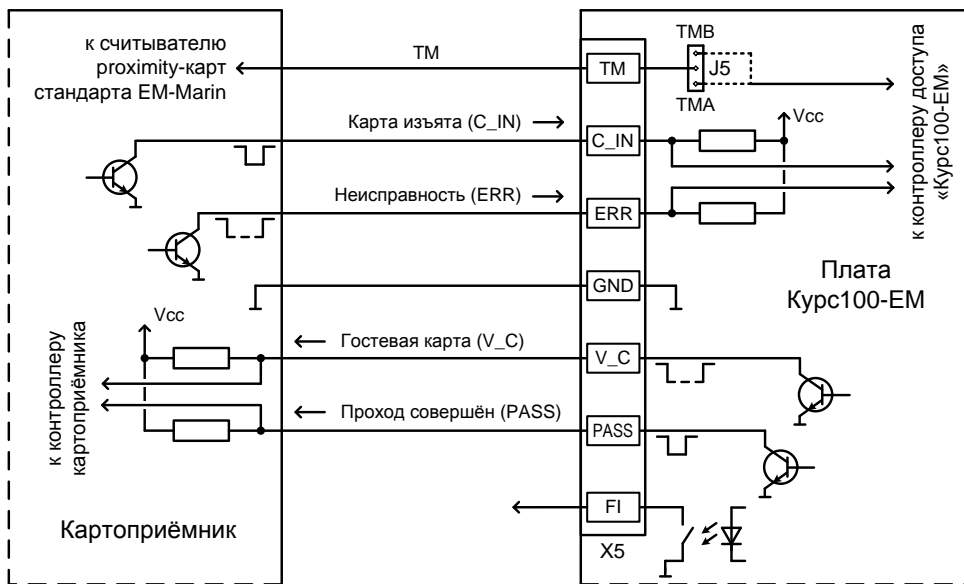 к считывателю
proximity-карт
стандарта EM-Marin
TM
TM
TMB
J5
TMA
Vcc
к контроллеру доступа
«Курс100-EM»
Карта изъята (C_IN)
C_IN
Неисправность (ERR)
ERR
GND
Плата
Курс100-EM
Vcc
к контроллеру
картоприёмника
Гостевая карта (V_C)
V_C
Проход совершён (PASS)
PASS
FI
X5
Картоприёмник